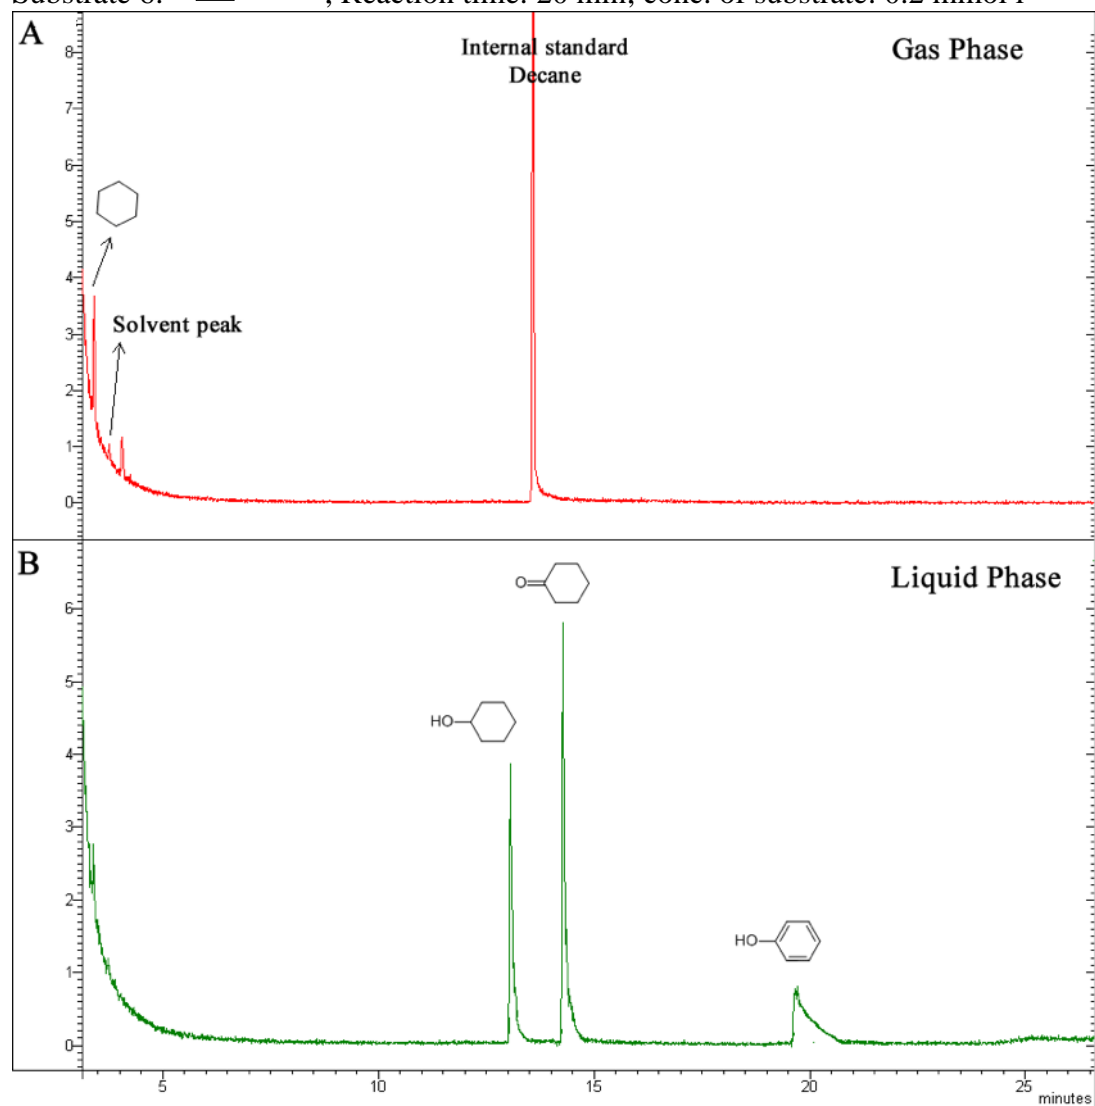 ; Reaction time: 20 min; conc. of substrate: 0.2 mmol
A
Internal standard
Decane
Gas Phase
8
7
6
5
4
3
2
1
0
Solvent peak
B
Liquid Phase
6
5
4
3
2
1
0
O
HO
HO
5
10
15
20
25
minutes